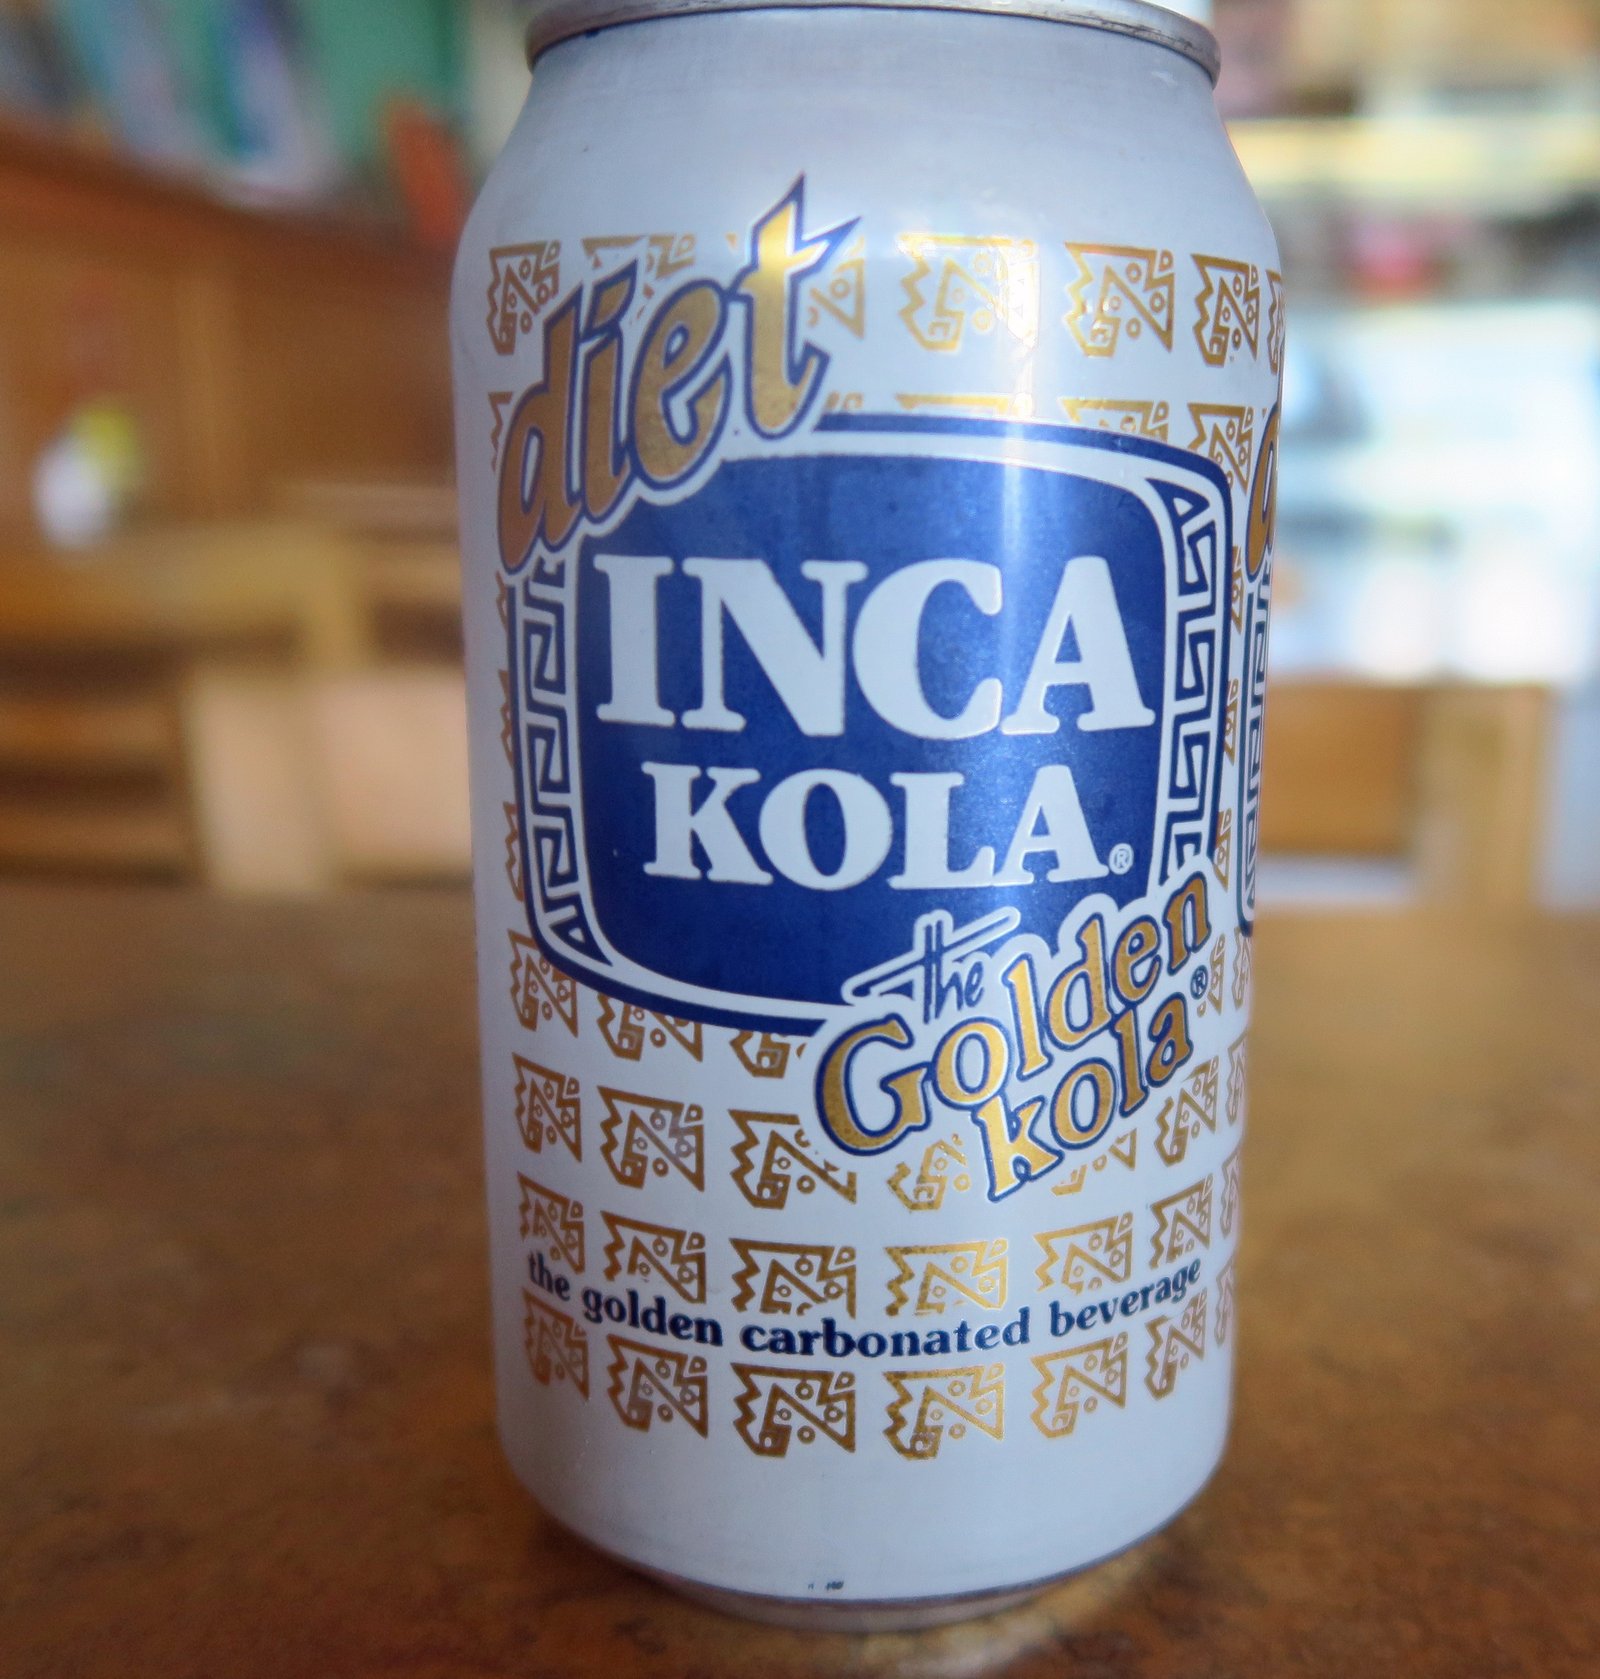 diet
INCA
KOLA®
the
Golden
kola®
the golden carbonated beverage